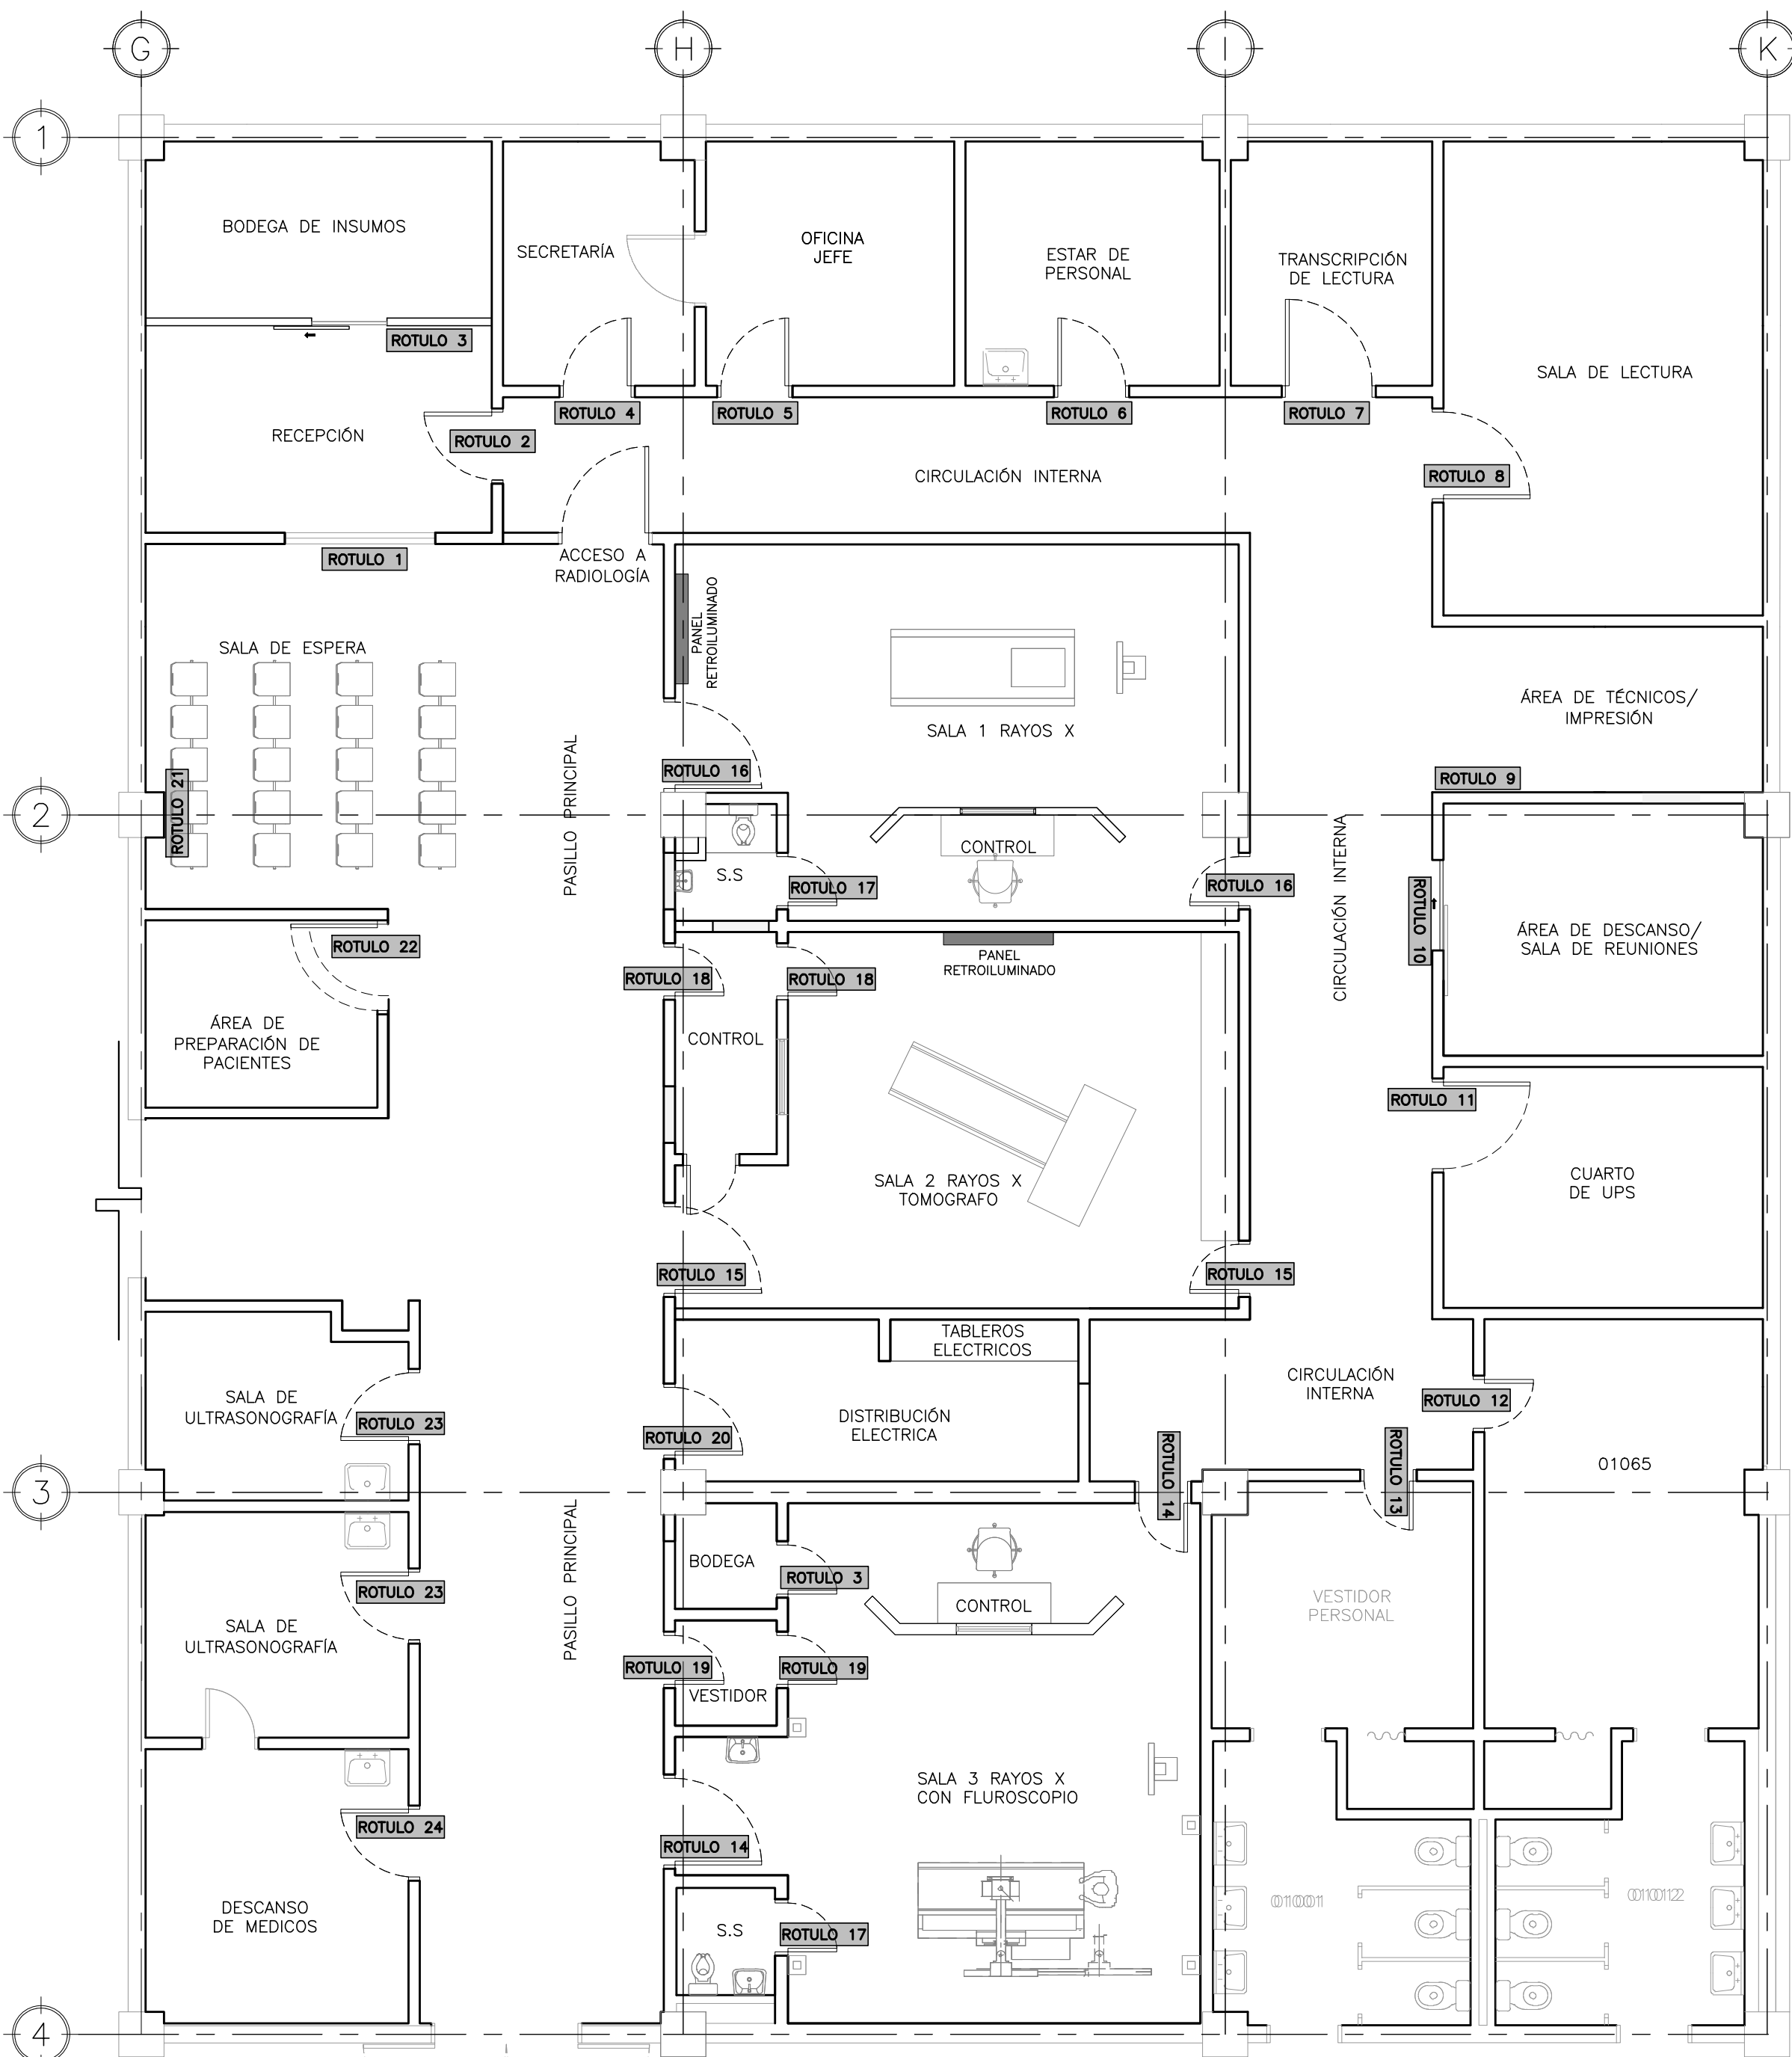 G
H
I
K
1
BODEGA DE INSUMOS
SECRETARÍA
OFICINA
JEFE
ESTAR DE
PERSONAL
TRANSCRIPCIÓN
DE LECTURA
ROTULO 3
SALA DE LECTURA
ROTULO 4
ROTULO 5
ROTULO 6
ROTULO 7
RECEPCIÓN
ROTULO 2
CIRCULACIÓN INTERNA
ROTULO 8
ROTULO 1
ACCESO A
RADIOLOGÍA
PANEL
RETROILUMINADO
SALA DE ESPERA
ÁREA DE TÉCNICOS/
IMPRESIÓN
SALA 1 RAYOS X
PASILLO PRINCIPAL
ROTULO 16
ROTULO 9
ROTULO 21
2
CONTROL
S.S
ROTULO 17
ROTULO 16
CIRCULACIÓN INTERNA
ROTULO 10
ÁREA DE DESCANSO/
SALA DE REUNIONES
ROTULO 22
PANEL
RETROILUMINADO
ROTULO 18
ROTULO 18
ÁREA DE
PREPARACIÓN DE
PACIENTES
CONTROL
ROTULO 11
SALA 2 RAYOS X
TOMOGRAFO
CUARTO
DE UPS
ROTULO 15
ROTULO 15
TABLEROS
ELECTRICOS
CIRCULACIÓN
INTERNA
ROTULO 12
SALA DE
ULTRASONOGRAFÍA
ROTULO 23
DISTRIBUCIÓN
ELECTRICA
ROTULO 20
ROTULO 14
ROTULO 13
01065
3
PASILLO PRINCIPAL
BODEGA
ROTULO 3
ROTULO 23
CONTROL
VESTIDOR
PERSONAL
SALA DE
ULTRASONOGRAFÍA
ROTULO 19
ROTULO 19
VESTIDOR
SALA 3 RAYOS X
CON FLUROSCOPIO
ROTULO 24
ROTULO 14
DESCANSO
DE MEDICOS
S.S
ROTULO 17
4